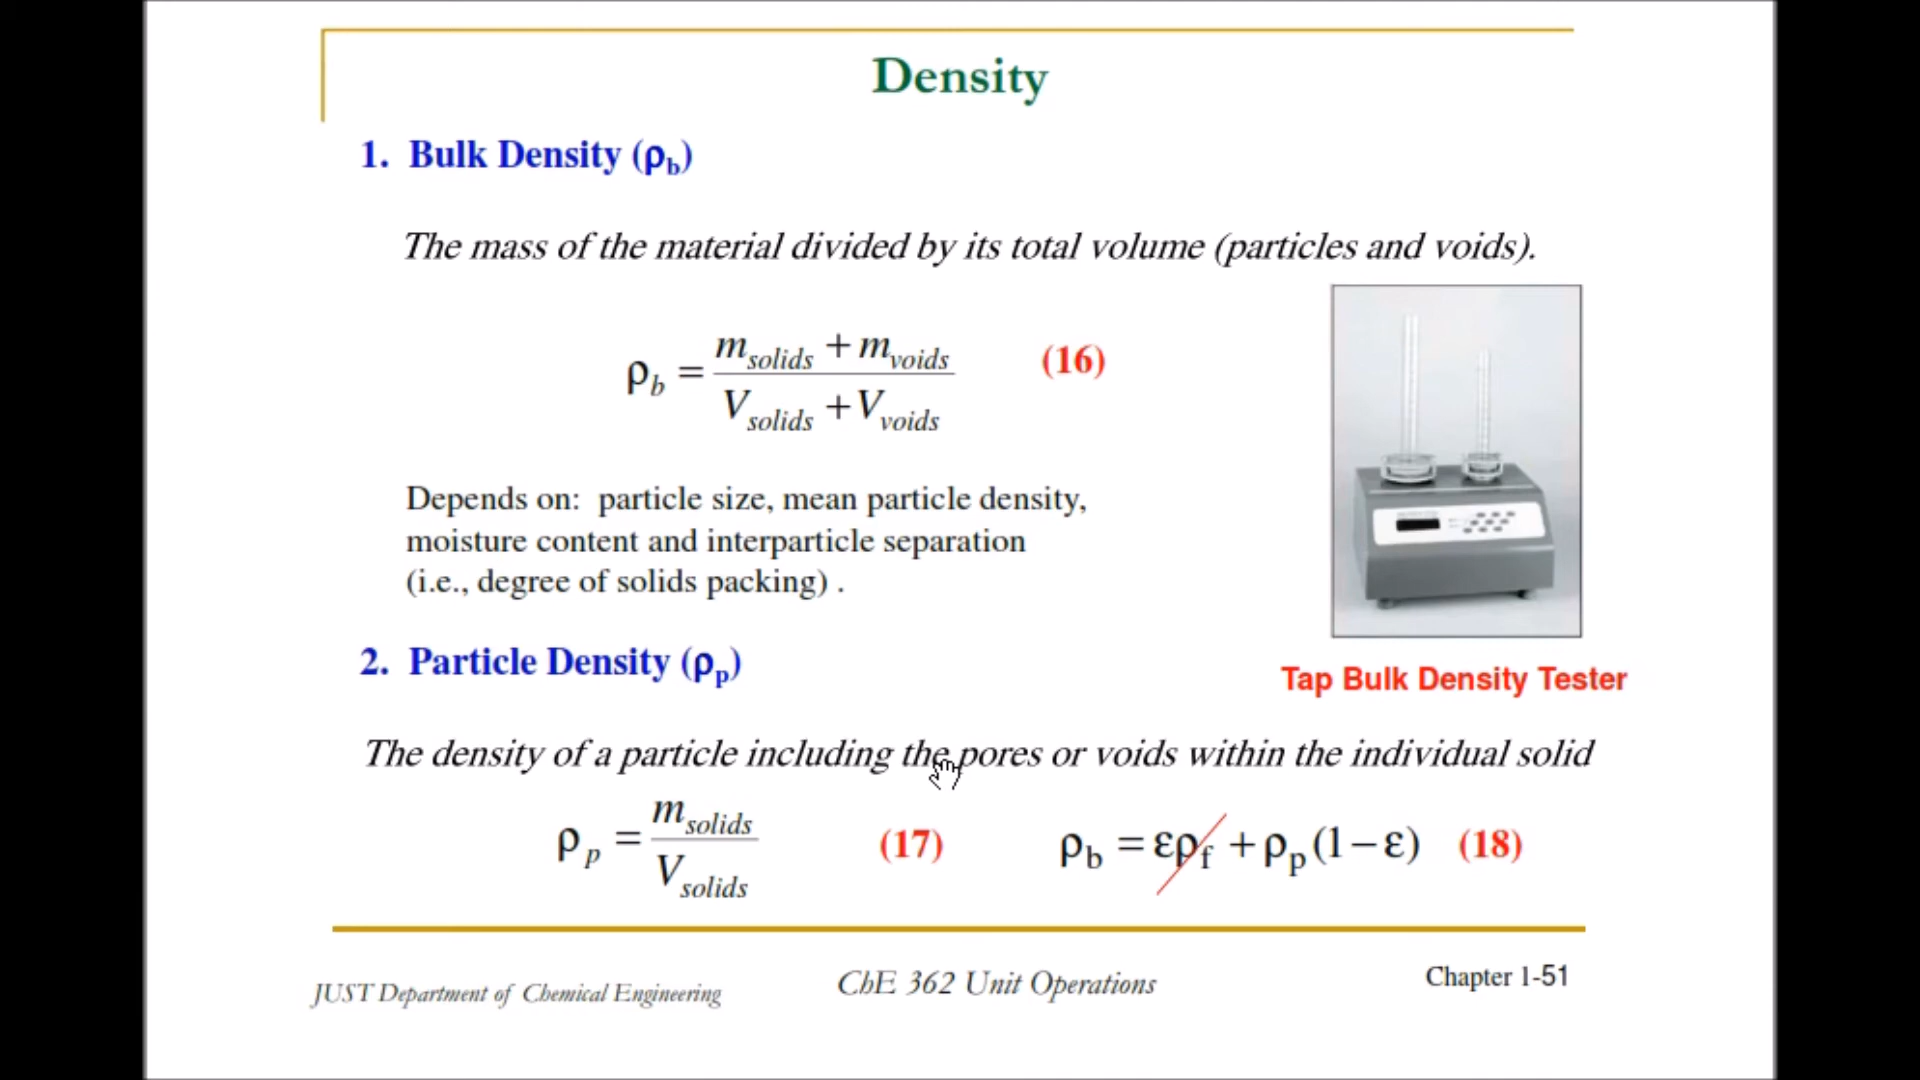 Density
1. Bulk Density (ρb)
The mass of the material divided by its total volume (particles and voids).
ρb = (msolids + mvoids) / (Vsolids + Vvoids) (16)
Depends on: particle size, mean particle density,
moisture content and interparticle separation
(i.e., degree of solids packing) .
2. Particle Density (ρp)
Tap Bulk Density Tester
The density of a particle including the pores or voids within the individual solid
ρp = msolids / Vsolids (17) ρb = ερf + ρp(1−ε) (18)
JUST Department of Chemical Engineering
ChE 362 Unit Operations
Chapter 1-51